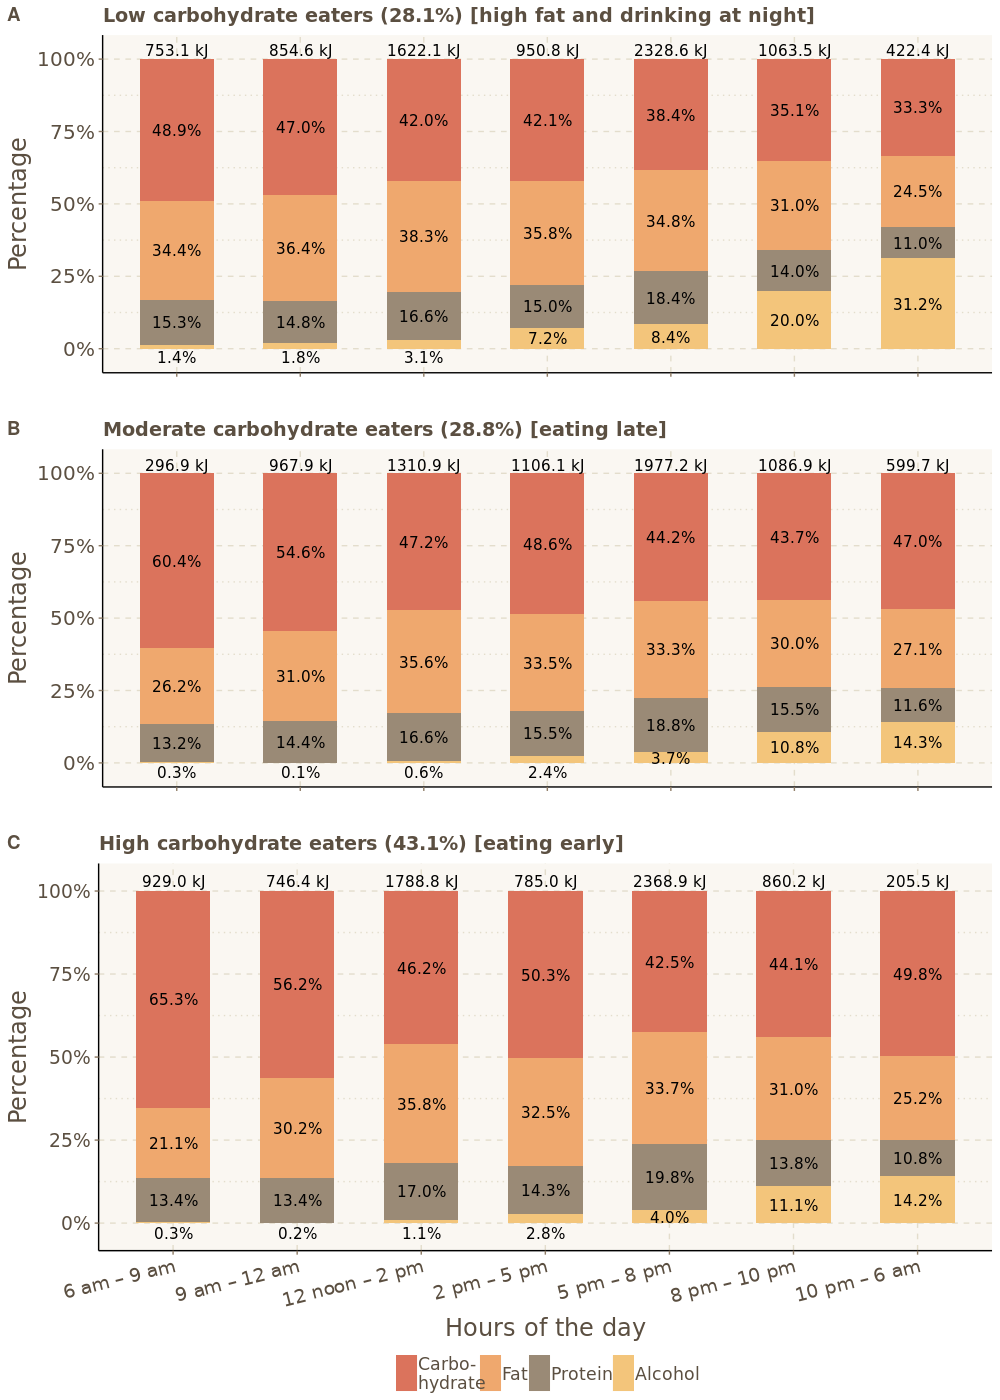 A
Low carbohydrate eaters (28.1%) [high fat and drinking at night]
753.1 kJ 854.6 kJ 1622.1 kJ 950.8 kJ 2328.6 kJ 1063.5 kJ 422.4 kJ
100%
75%
50%
25%
0%
Percentage
48.9% 47.0% 42.0% 42.1% 38.4% 35.1% 33.3%
34.4% 36.4% 38.3% 35.8% 34.8% 31.0% 24.5%
15.3% 14.8% 16.6% 15.0% 18.4% 14.0% 11.0%
1.4% 1.8% 3.1% 7.2% 8.4% 20.0% 31.2%
B
Moderate carbohydrate eaters (28.8%) [eating late]
296.9 kJ 967.9 kJ 1310.9 kJ 1106.1 kJ 1977.2 kJ 1086.9 kJ 599.7 kJ
100%
75%
50%
25%
0%
Percentage
60.4% 54.6% 47.2% 48.6% 44.2% 43.7% 47.0%
26.2% 31.0% 35.6% 33.5% 33.3% 30.0% 27.1%
13.2% 14.4% 16.6% 15.5% 18.8% 15.5% 11.6%
0.3% 0.1% 0.6% 2.4% 3.7% 10.8% 14.3%
C
High carbohydrate eaters (43.1%) [eating early]
929.0 kJ 746.4 kJ 1788.8 kJ 785.0 kJ 2368.9 kJ 860.2 kJ 205.5 kJ
100%
75%
50%
25%
0%
Percentage
65.3% 56.2% 46.2% 50.3% 42.5% 44.1% 49.8%
21.1% 30.2% 35.8% 32.5% 33.7% 31.0% 25.2%
13.4% 13.4% 17.0% 14.3% 19.8% 13.8% 10.8%
0.3% 0.2% 1.1% 2.8% 4.0% 11.1% 14.2%
6 am – 9 am 9 am – 12 am 12 noon – 2 pm 2 pm – 5 pm 5 pm – 8 pm 8 pm – 10 pm 10 pm – 6 am
Hours of the day
Carbo-
hydrate Fat Protein Alcohol